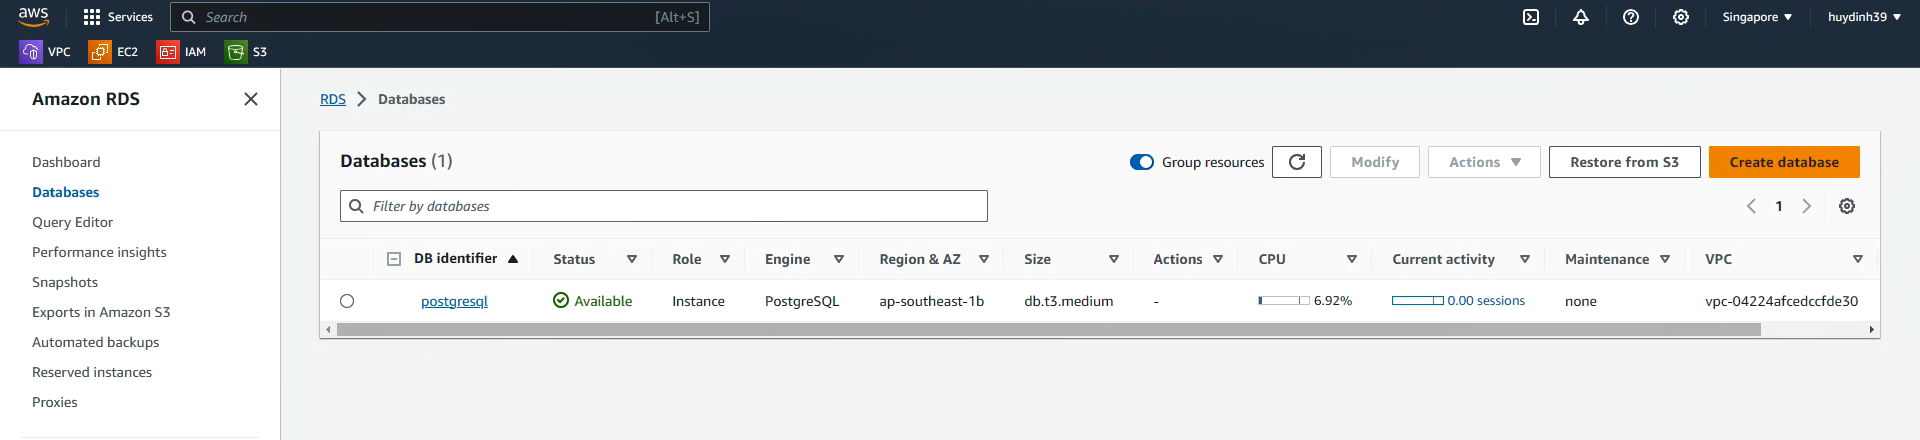 aws Services Search [Alt+S] Singapore ▼ huydinh39 ▼
VPC EC2 IAM S3
Amazon RDS
Dashboard
Databases
Query Editor
Performance insights
Snapshots
Exports in Amazon S3
Automated backups
Reserved instances
Proxies
RDS > Databases
Databases (1) Group resources Modify Actions ▼ Restore from S3 Create database
Filter by databases 1
DB identifier Status Role Engine Region & AZ Size Actions CPU Current activity Maintenance VPC
postgresql Available Instance PostgreSQL ap-southeast-1b db.t3.medium - 6.92% 0.00 sessions none vpc-04224afcedccfde30